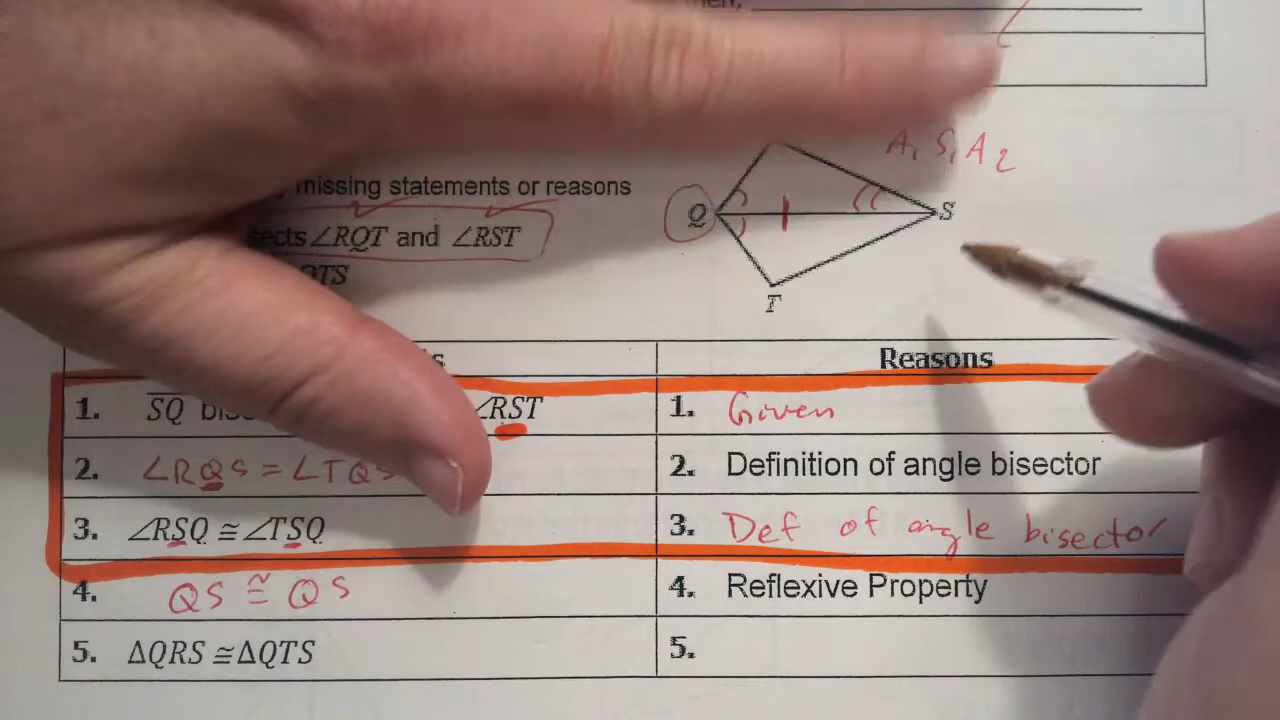 A, S, A 2
missing statements or reasons
Q
S
∠RQT and ∠RST
QTS
T
Reasons
1. SQ ∠RST 1. Given
2. ∠RQS = ∠TQS 2. Definition of angle bisector
3. ∠RSQ ≅ ∠TSQ 3. Def of angle bisector
4. QS ≅ QS 4. Reflexive Property
5. ΔQRS ≅ ΔQTS 5.